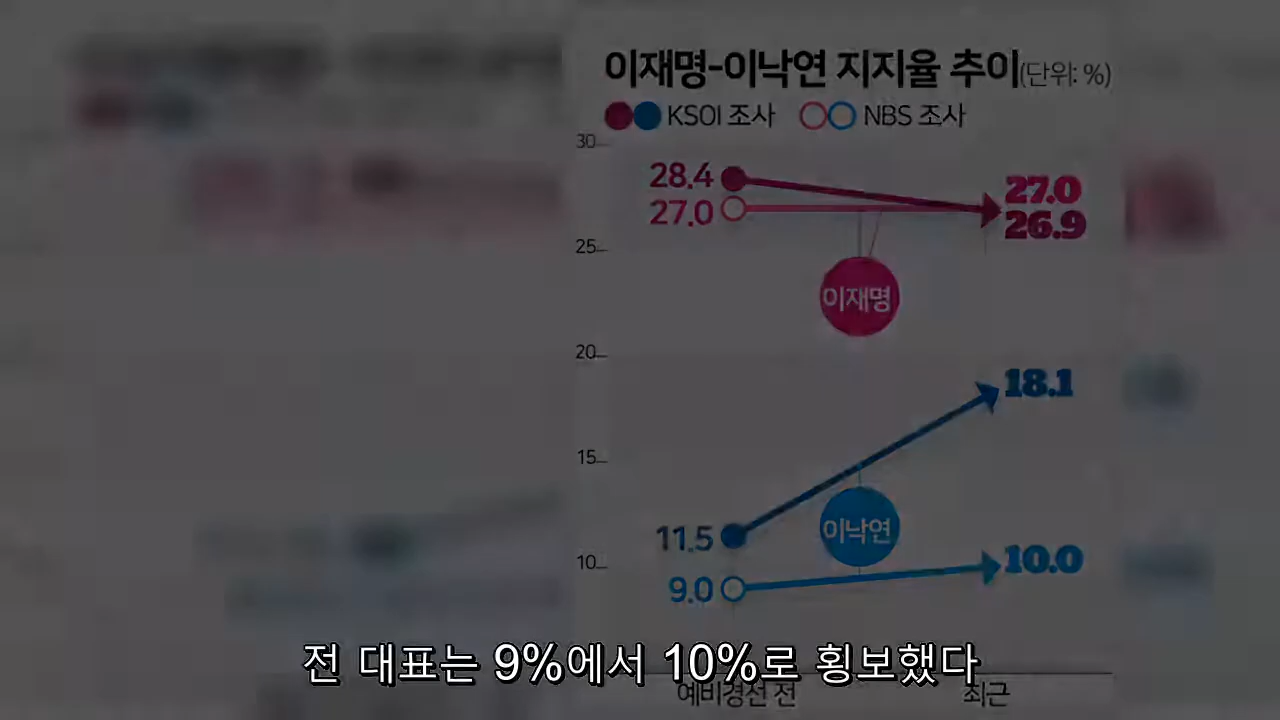 이재명-이낙연 지지율 추이(단위: %)
KSOI 조사 NBS 조사
30
28.4
27.0
27.0
26.9
25
이재명
20
18.1
15
11.5
이낙연
10
10.0
9.0
전 대표는 9%에서 10%로 횡보했다
예비경선 전 최근